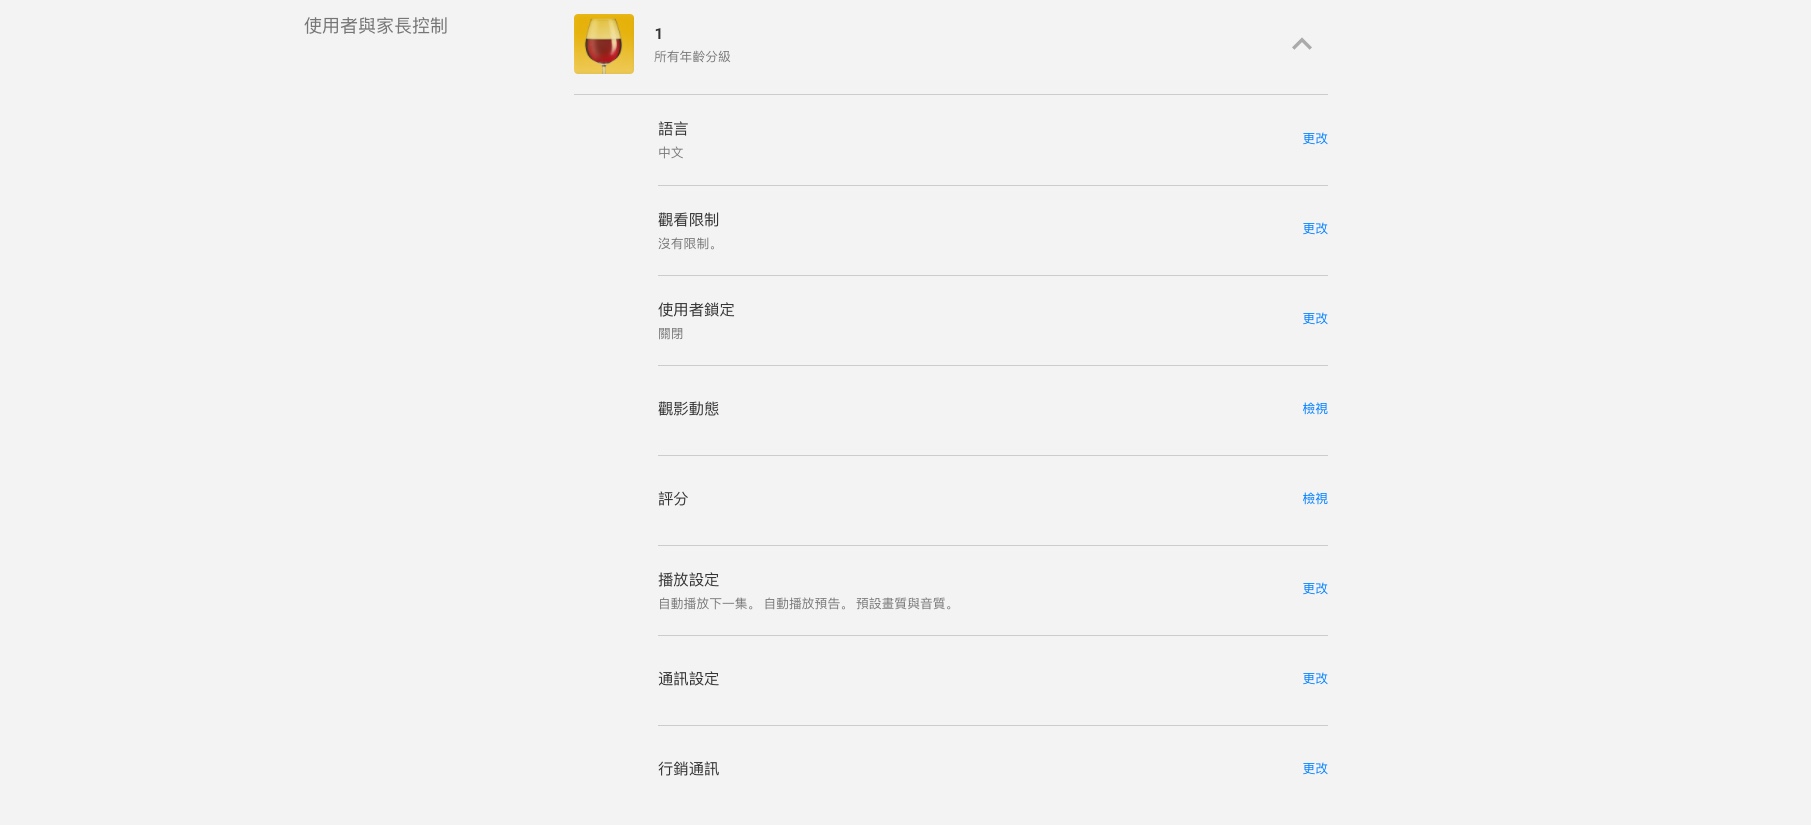 使用者與家長控制
1
所有年齡分級
語言
更改
中文
觀看限制
更改
沒有限制。
使用者鎖定
更改
關閉
觀影動態
檢視
評分
檢視
播放設定
更改
自動播放下一集。 自動播放預告。 預設畫質與音質。
通訊設定
更改
行銷通訊
更改